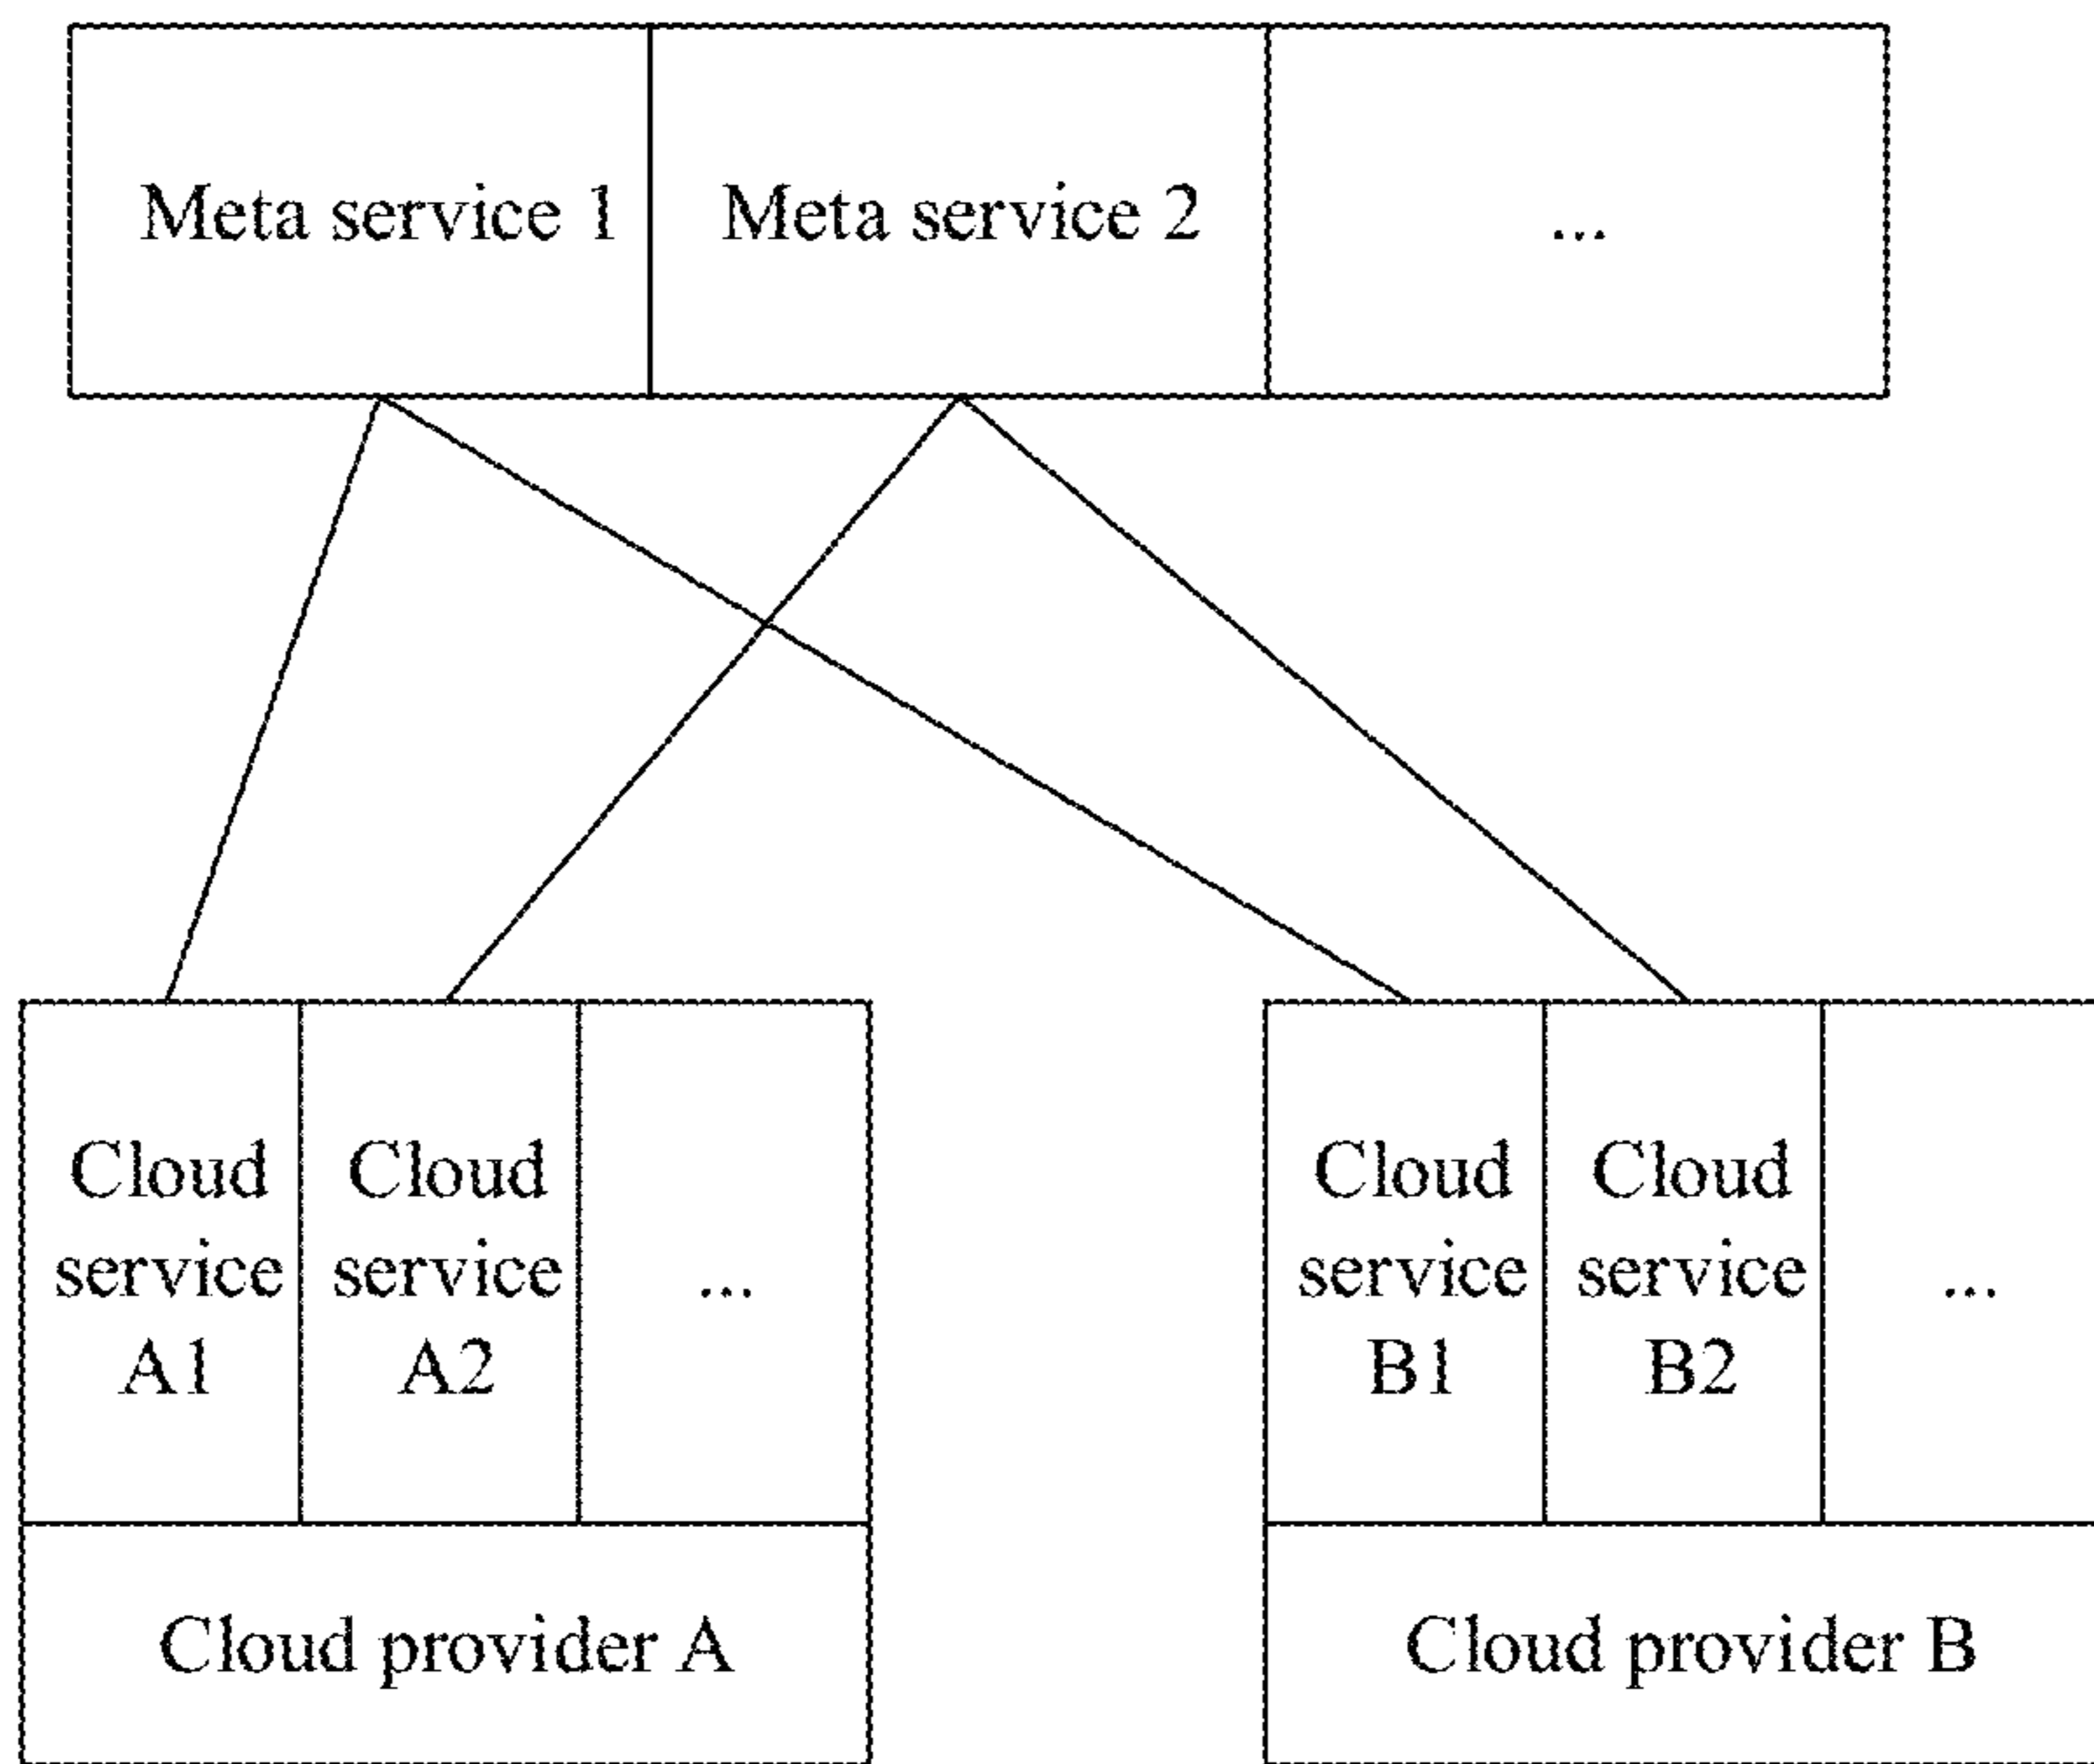 Meta service 1
Meta service 2
...
Cloud
service
A1
Cloud
service
A2
...
Cloud
service
B1
Cloud
service
B2
...
Cloud provider A
Cloud provider B